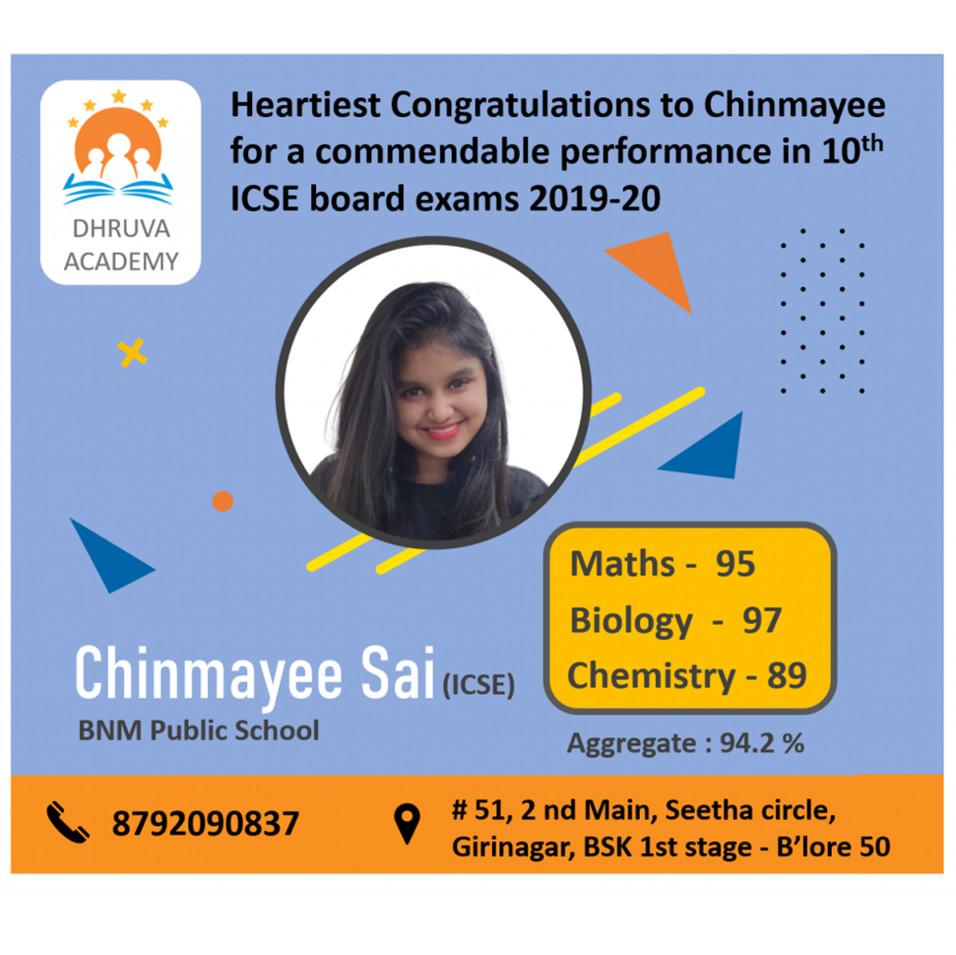 DHRUVA
ACADEMY
Heartiest Congratulations to Chinmayee
for a commendable performance in 10th
ICSE board exams 2019-20
Maths - 95
Biology - 97
Chemistry - 89
Chinmayee Sai (ICSE)
BNM Public School
Aggregate : 94.2 %
8792090837
# 51, 2 nd Main, Seetha circle,
Girinagar, BSK 1st stage - B'lore 50